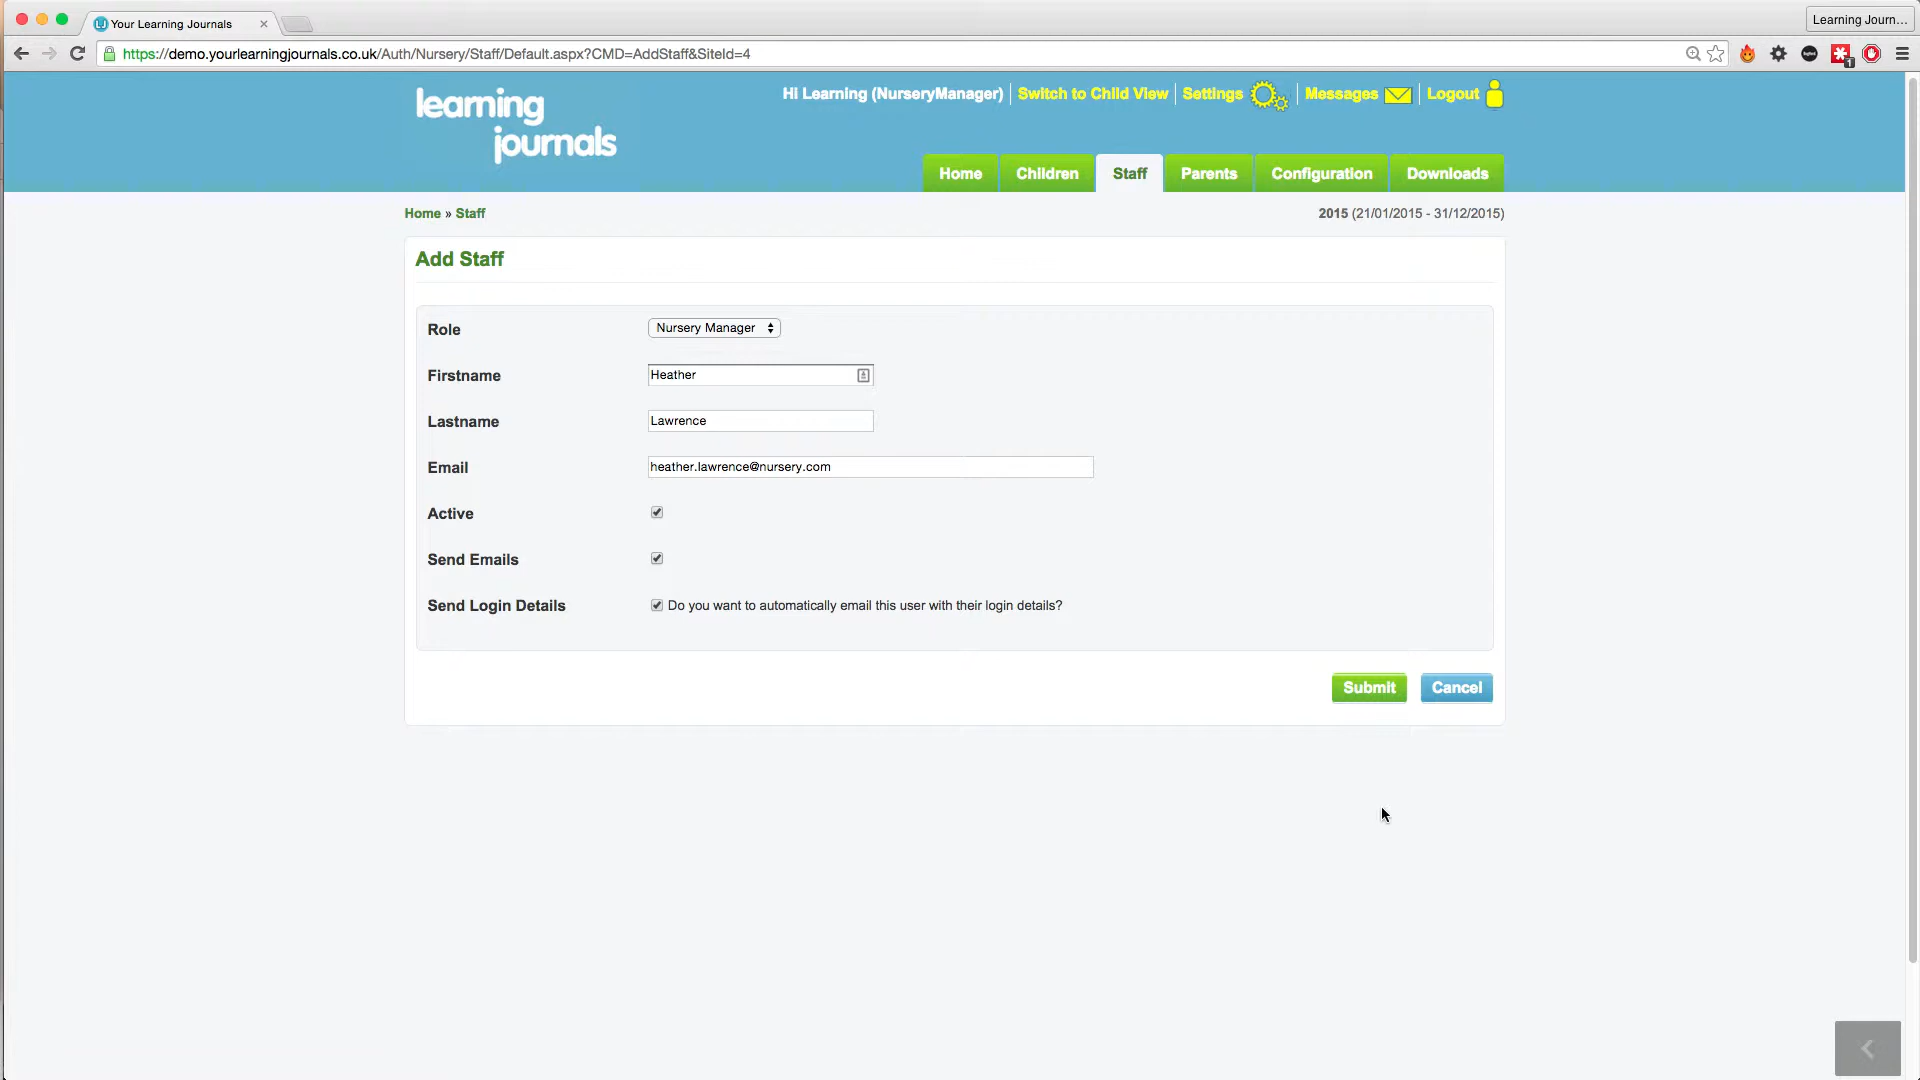 Your Learning Journals
Learning Journ...
https://demo.yourlearningjournals.co.uk/Auth/Nursery/Staff/Default.aspx?CMD=AddStaff&SiteId=4
1
learning
journals
Hi Learning (NurseryManager)
Switch to Child View
Settings
Messages
Logout
Home
Children
Staff
Parents
Configuration
Downloads
Home » Staff
2015 (21/01/2015 - 31/12/2015)
Add Staff
Role
Nursery Manager
Firstname
Heather
Lastname
Lawrence
Email
heather.lawrence@nursery.com
Active
Send Emails
Send Login Details
Do you want to automatically email this user with their login details?
Submit
Cancel